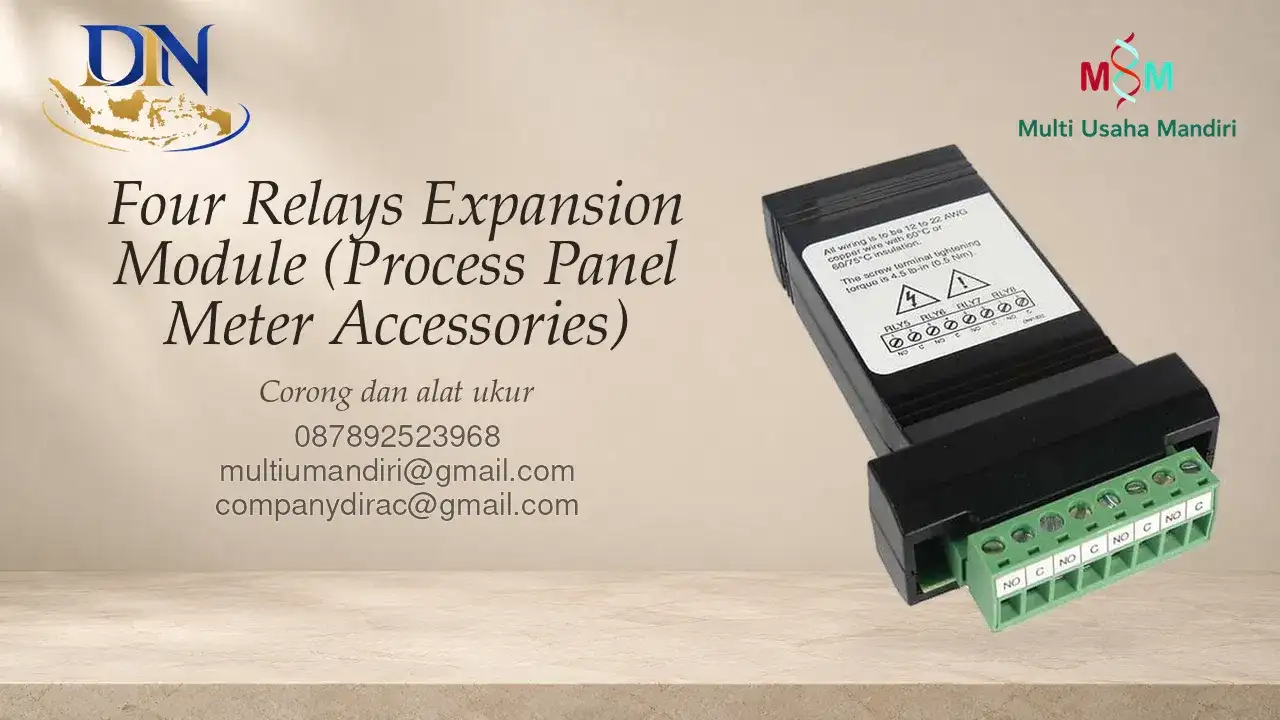 DIN
M M
Multi Usaha Mandiri
Four Relays Expansion
Module (Process Panel
Meter Accessories)
Corong dan alat ukur
087892523968
multiumandiri@gmail.com
companydirac@gmail.com
All wiring is to be 12 to 22 AWG
copper wire with 60°C or
60/75°C insulation.
The screw terminal tightening
torque is 4.5 lb-in (0.5 Nm).
RLY5 RLY6 RLY7 RLY8
NO C NO C NO C NO C
NO C NO C NO C NO C